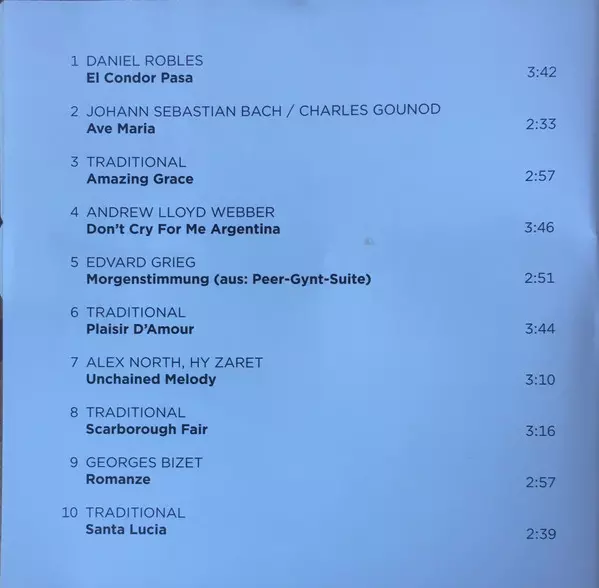 1 DANIEL ROBLES
El Condor Pasa 3:42
2 JOHANN SEBASTIAN BACH / CHARLES GOUNOD
Ave Maria 2:33
3 TRADITIONAL
Amazing Grace 2:57
4 ANDREW LLOYD WEBBER
Don't Cry For Me Argentina 3:46
5 EDVARD GRIEG
Morgenstimmung (aus: Peer-Gynt-Suite) 2:51
6 TRADITIONAL
Plaisir D'Amour 3:44
7 ALEX NORTH, HY ZARET
Unchained Melody 3:10
8 TRADITIONAL
Scarborough Fair 3:16
9 GEORGES BIZET
Romanze 2:57
10 TRADITIONAL
Santa Lucia 2:39